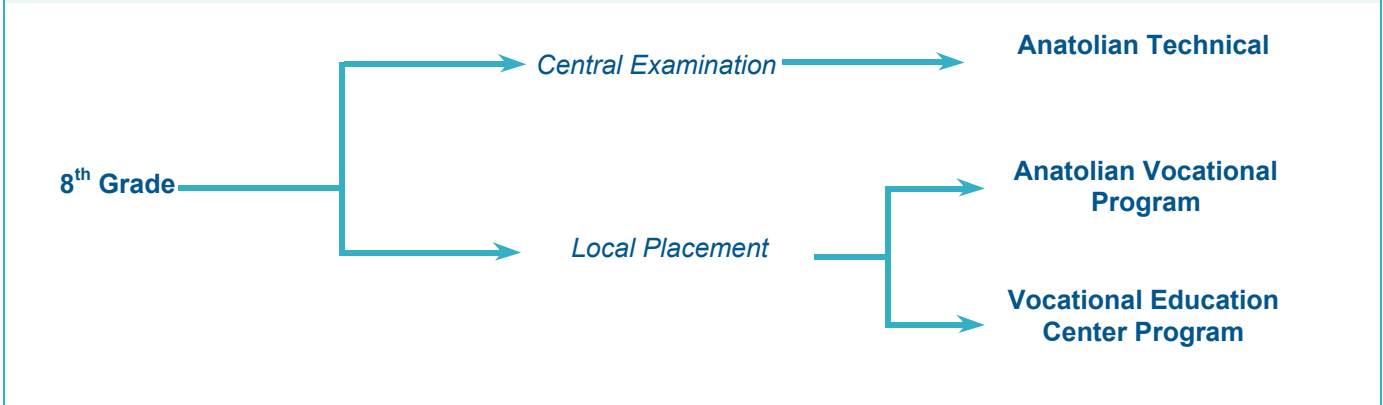 Anatolian Technical
Central Examination
8th Grade
Anatolian Vocational
Program
Local Placement
Vocational Education
Center Program